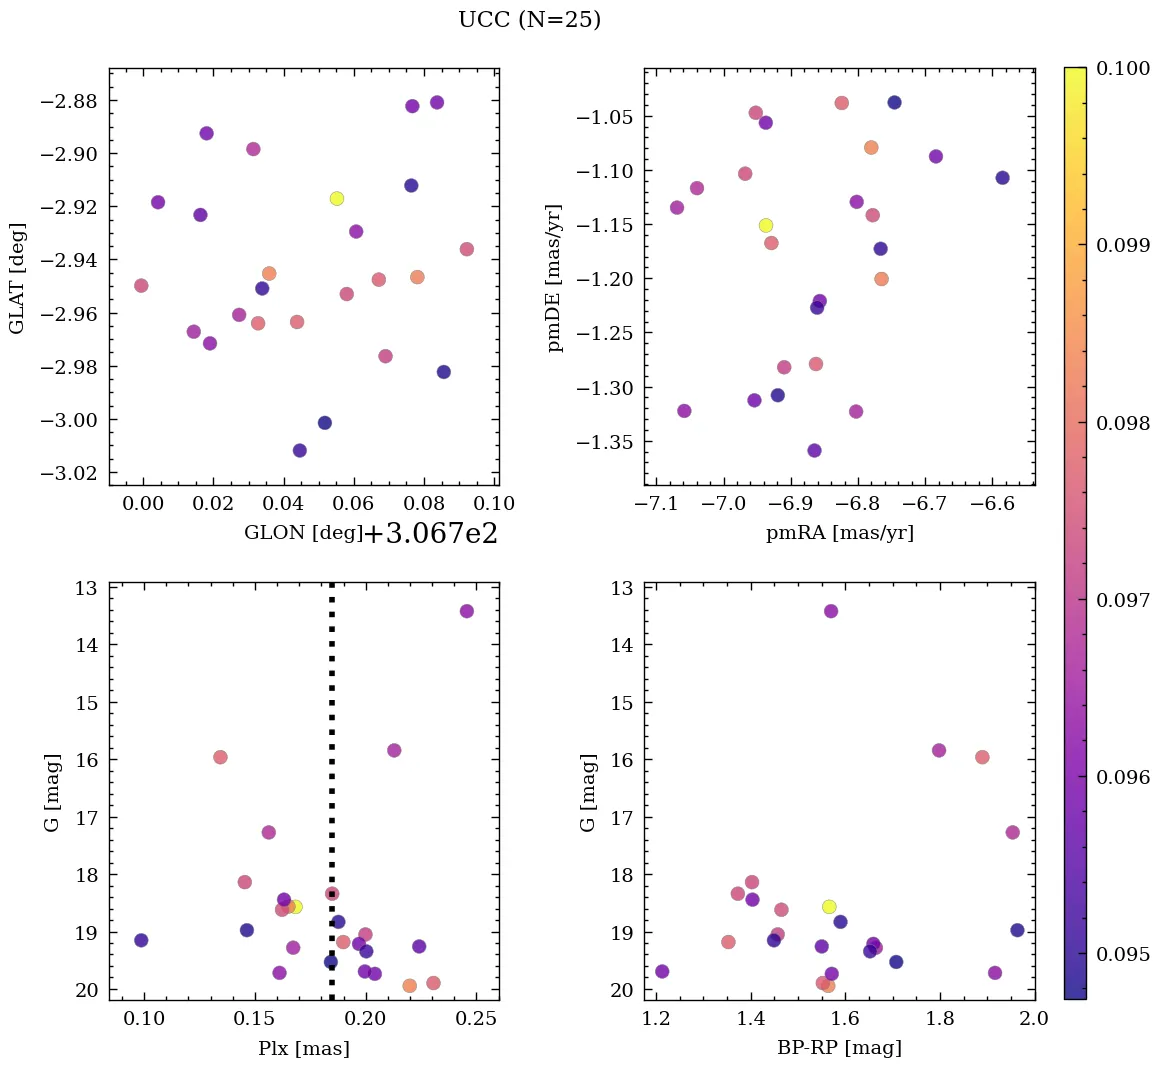 UCC (N=25)
−2.88
−2.90
−2.92
−2.94
−2.96
−2.98
−3.00
−3.02
GLAT [deg]
0.00 0.02 0.04 0.06 0.08 0.10
GLON [deg]
+3.067e2
−1.05
−1.10
−1.15
−1.20
−1.25
−1.30
−1.35
pmDE [mas/yr]
−7.1 −7.0 −6.9 −6.8 −6.7 −6.6
pmRA [mas/yr]
13
14
15
16
17
18
19
20
G [mag]
0.10 0.15 0.20 0.25
Plx [mas]
13
14
15
16
17
18
19
20
G [mag]
1.2 1.4 1.6 1.8 2.0
BP-RP [mag]
0.100
0.099
0.098
0.097
0.096
0.095